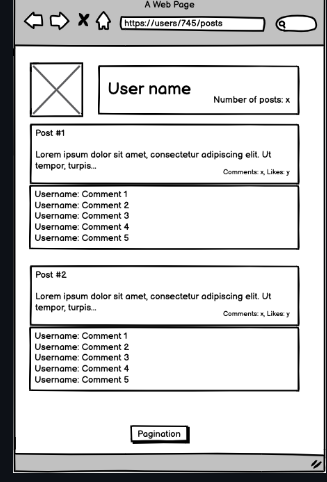 A Web Page
https://users/745/posts
User name
Number of posts: x
Post #1
Lorem ipsum dolor sit amet, consectetur adipiscing elit. Ut
tempor, turpis...
Comments: x, Likes: y
Username: Comment 1
Username: Comment 2
Username: Comment 3
Username: Comment 4
Username: Comment 5
Post #2
Lorem ipsum dolor sit amet, consectetur adipiscing elit. Ut
tempor, turpis...
Comments: x, Likes: y
Username: Comment 1
Username: Comment 2
Username: Comment 3
Username: Comment 4
Username: Comment 5
Pagination